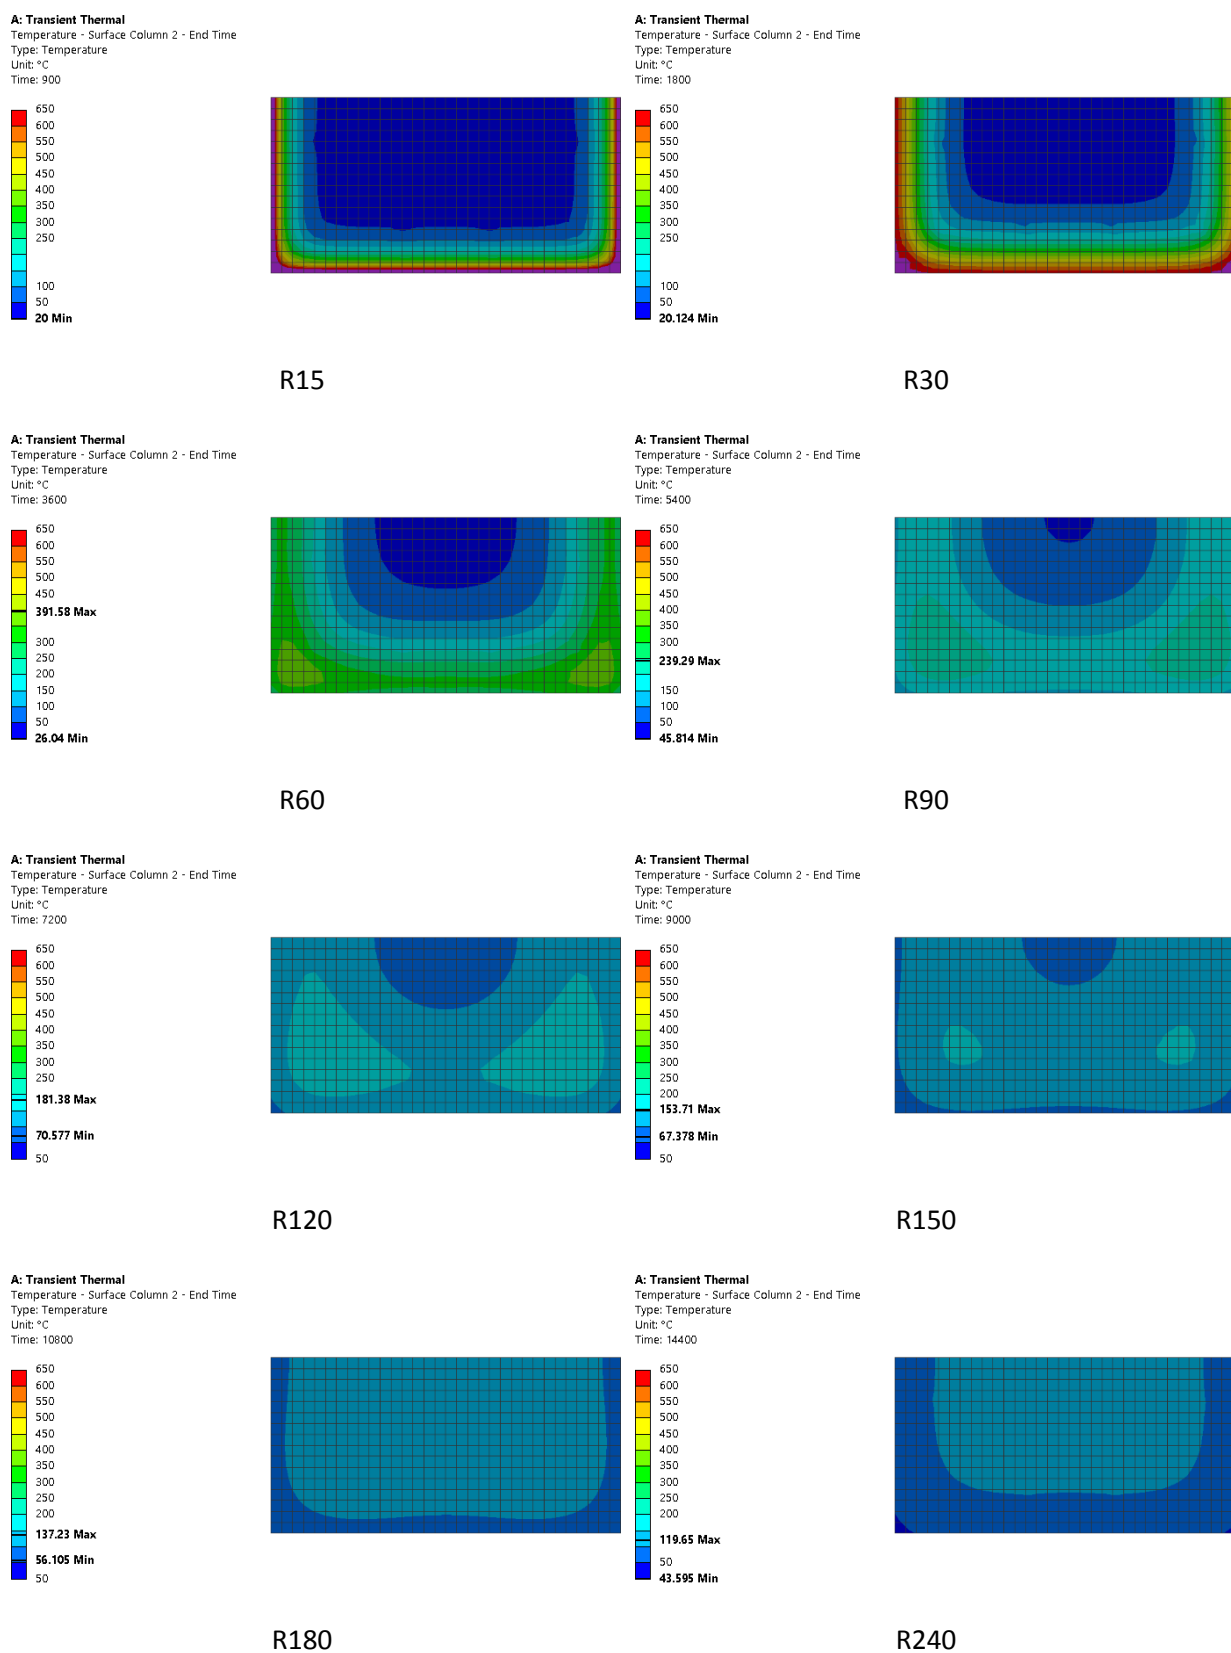 A: Transient Thermal
Temperature - Surface Column 2 - End Time
Type: Temperature
Unit: °C
Time: 900
650
600
550
500
450
400
350
300
250
100
50
20 Min
R15
A: Transient Thermal
Temperature - Surface Column 2 - End Time
Type: Temperature
Unit: °C
Time: 1800
650
600
550
500
450
400
350
300
250
100
50
20.124 Min
R30
A: Transient Thermal
Temperature - Surface Column 2 - End Time
Type: Temperature
Unit: °C
Time: 3600
650
600
550
500
450
391.58 Max
300
250
200
150
100
50
26.04 Min
R60
A: Transient Thermal
Temperature - Surface Column 2 - End Time
Type: Temperature
Unit: °C
Time: 5400
650
600
550
500
450
400
350
300
239.29 Max
150
100
50
45.814 Min
R90
A: Transient Thermal
Temperature - Surface Column 2 - End Time
Type: Temperature
Unit: °C
Time: 7200
650
600
550
500
450
400
350
300
250
181.38 Max
70.577 Min
50
R120
A: Transient Thermal
Temperature - Surface Column 2 - End Time
Type: Temperature
Unit: °C
Time: 9000
650
600
550
500
450
400
350
300
250
200
153.71 Max
67.378 Min
50
R150
A: Transient Thermal
Temperature - Surface Column 2 - End Time
Type: Temperature
Unit: °C
Time: 10800
650
600
550
500
450
400
350
300
250
200
137.23 Max
56.105 Min
50
R180
A: Transient Thermal
Temperature - Surface Column 2 - End Time
Type: Temperature
Unit: °C
Time: 14400
650
600
550
500
450
400
350
300
250
200
119.65 Max
50
43.595 Min
R240